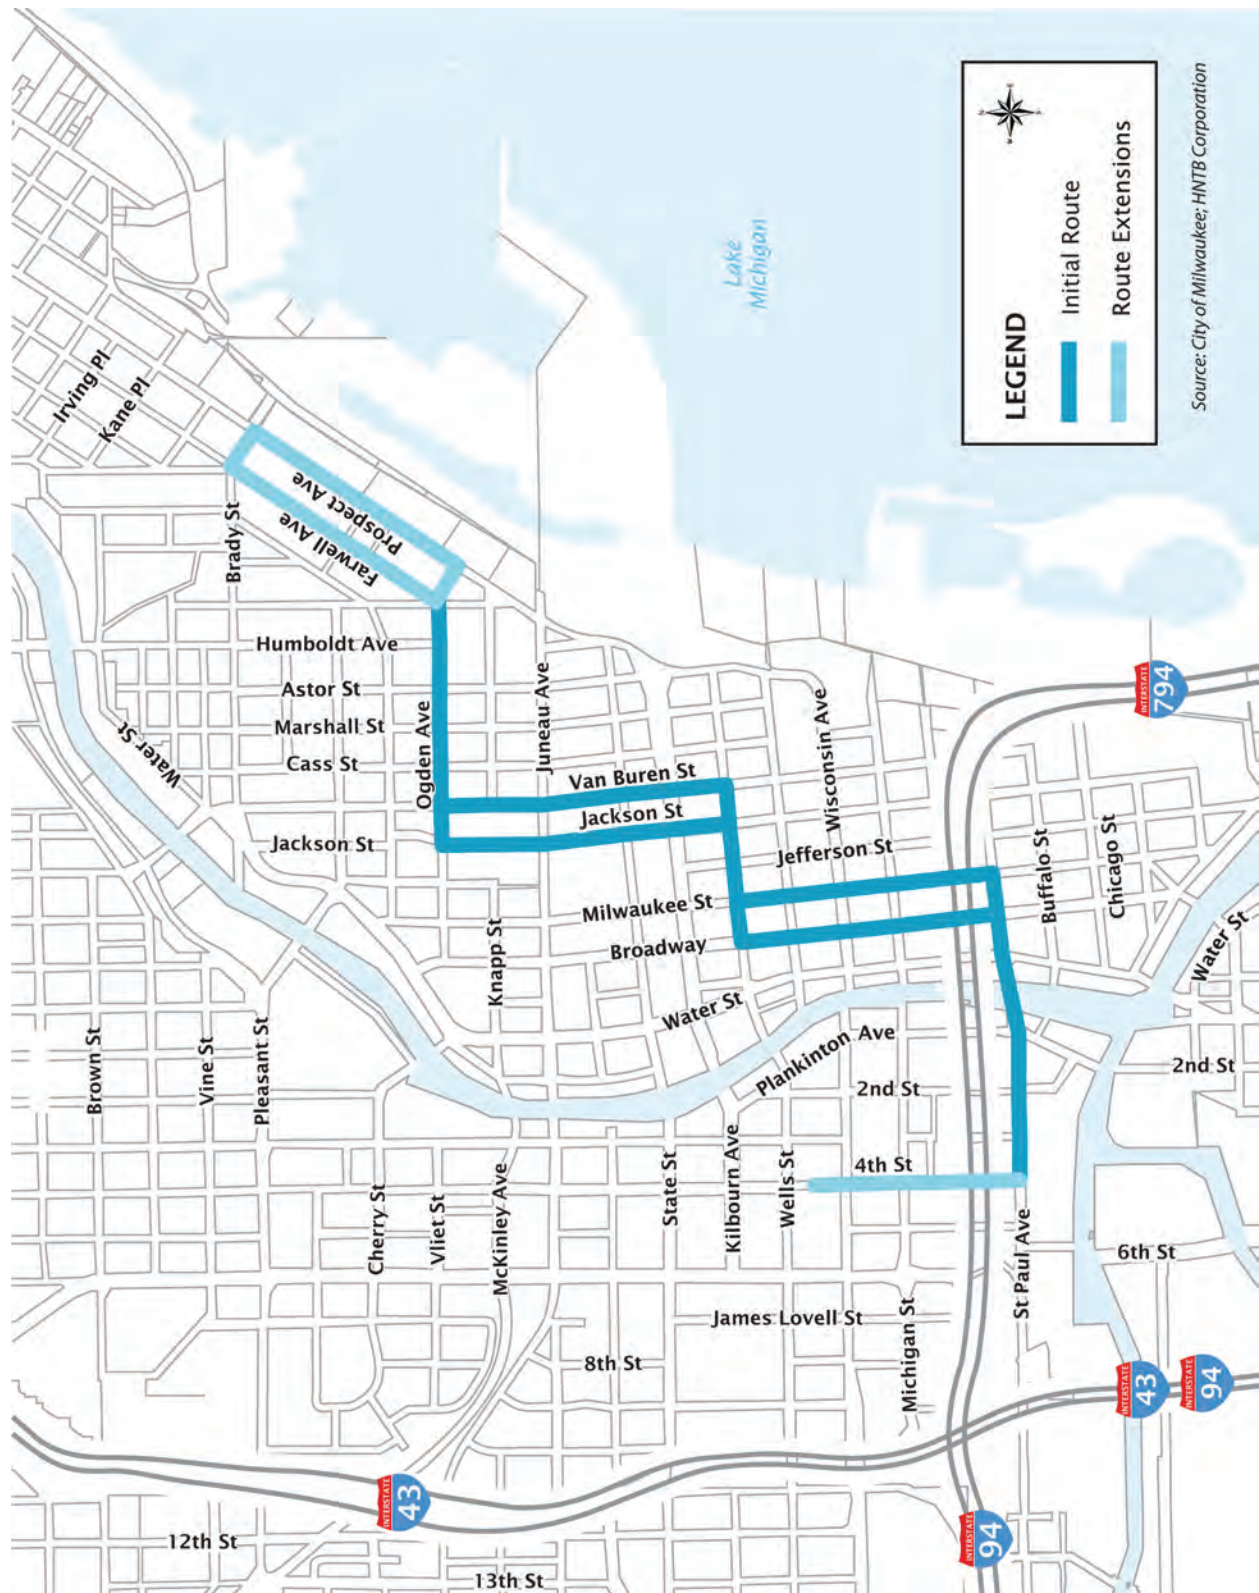 Irving Pl
Kane Pl
Prospect Ave
Farwell Ave
Brady St
Humboldt Ave
Astor St
Marshall St
Cass St
Jackson St
Water St
Ogden Ave
Juneau Ave
Van Buren St
Jackson St
Wisconsin Ave
Jefferson St
Milwaukee St
Broadway
Knapp St
Water St
Plankinton Ave
2nd St
4th St
Buffalo St
Chicago St
Water St
2nd St
Brown St
Vine St
Pleasant St
Cherry St
Vliet St
McKinley Ave
State St
Kilbourn Ave
Wells St
St Paul Ave
6th St
James Lovell St
Michigan St
8th St
12th St
13th St
INTERSTATE
43
INTERSTATE
94
INTERSTATE
43
INTERSTATE
94
INTERSTATE
794
Lake
Michigan
LEGEND
Initial Route
Route Extensions
Source: City of Milwaukee; HNTB Corporation